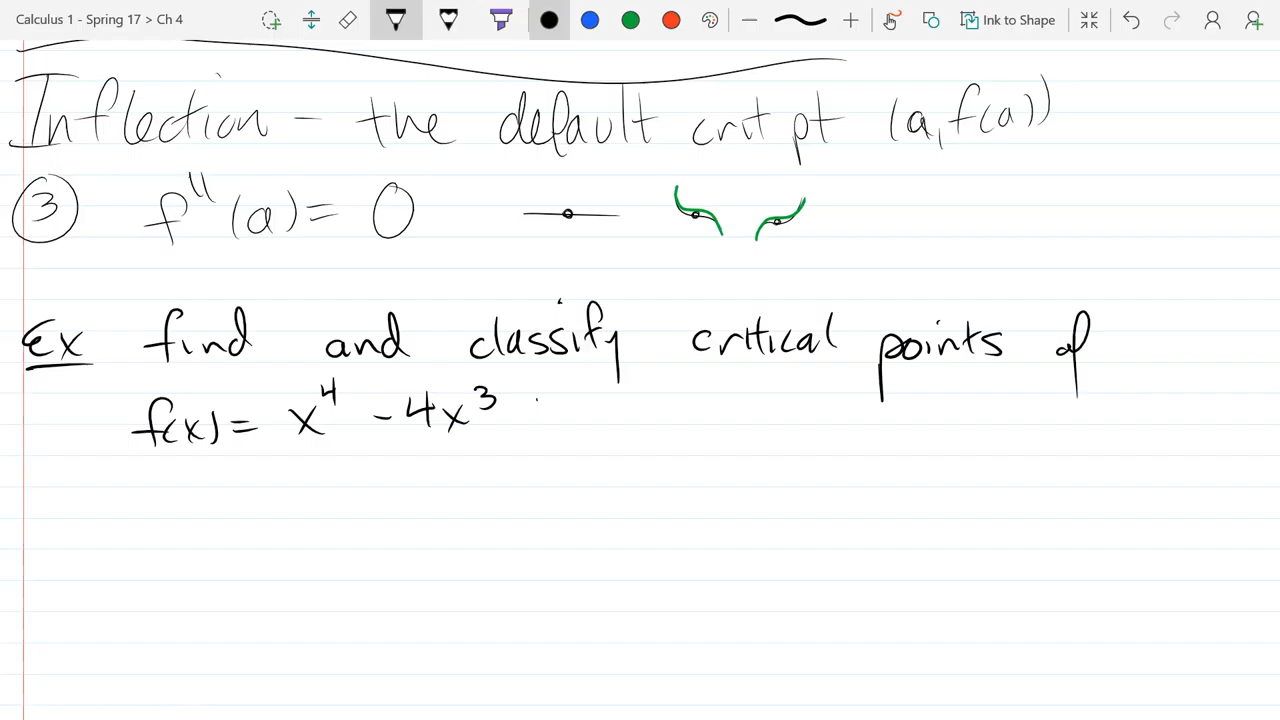 Calculus 1 - Spring 17 > Ch 4
Ink to Shape
Inflection - the default crit pt (a, f(a))
③ f''(a) = 0
Ex find and classify critical points of
f(x) = x⁴ - 4x³